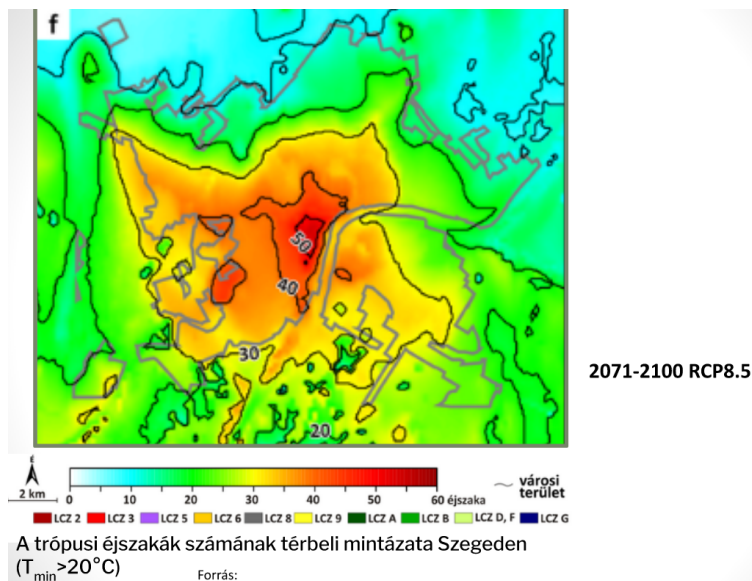 f
50
40
30
20
2071-2100 RCP8.5
É
2 km
0 10 20 30 40 50 60 éjszaka
városi
terület
LCZ 2 LCZ 3 LCZ 5 LCZ 6 LCZ 8 LCZ 9 LCZ A LCZ B LCZ D, F LCZ G
A trópusi éjszakák számának térbeli mintázata Szegeden
(Tmin>20°C)
Forrás: